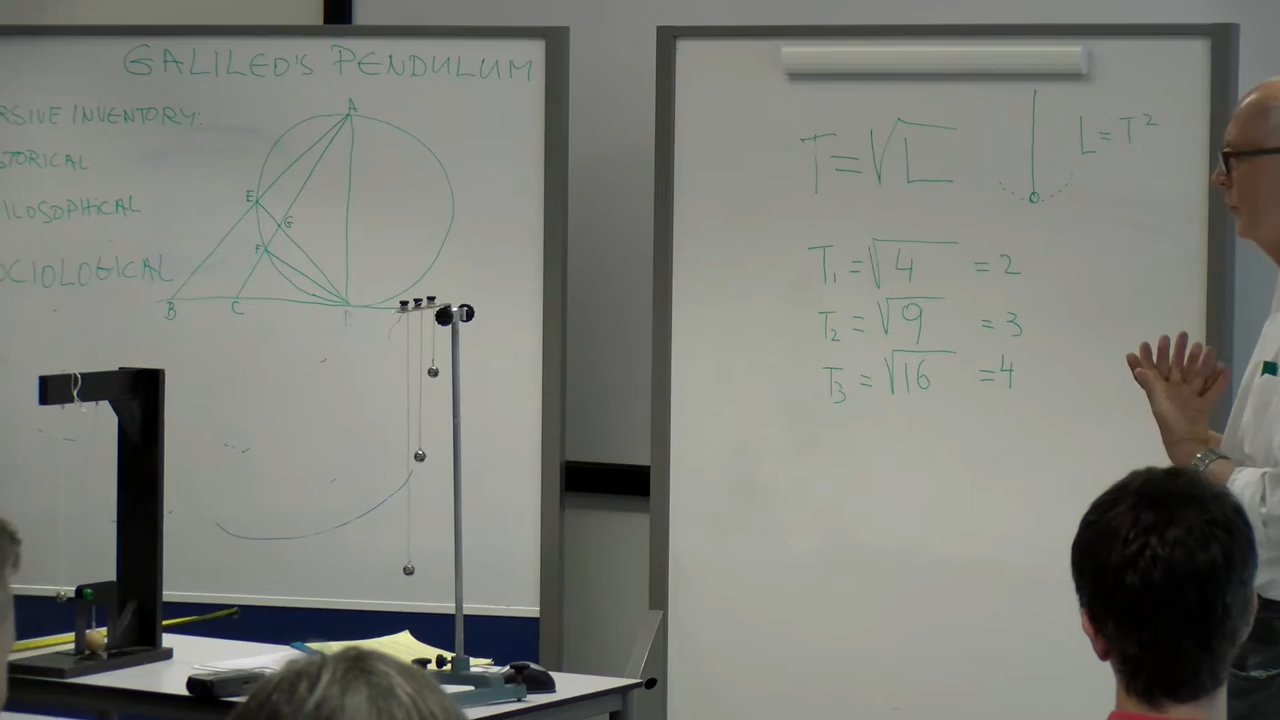 GALILEO'S PENDULUM
RSIVE INVENTORY:
STORICAL
ILOSOPHICAL
OCIOLOGICAL
A
E
G
F
B C
T=√L
L=T²
T₁=√4 =2
T₂=√9 =3
T₃=√16 =4